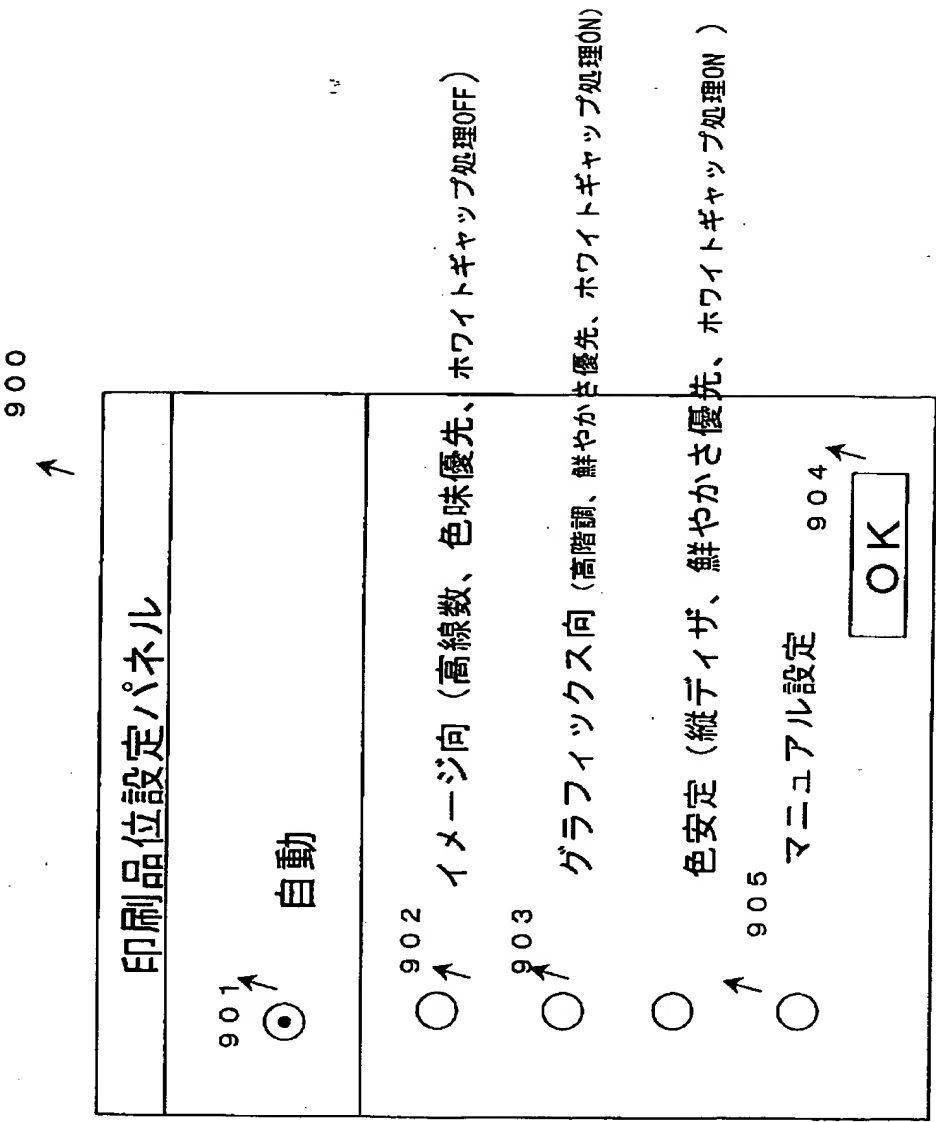 900
印刷品位設定パネル
901
自動
902
イメージ向（高線数、色味優先、ホワイトギャップ処理OFF）
903
グラフィックス向（高階調、鮮やかさ優先、ホワイトギャップ処理ON）
色安定（縦ディザ、鮮やかさ優先、ホワイトギャップ処理ON ）
905
マニュアル設定
904
OK